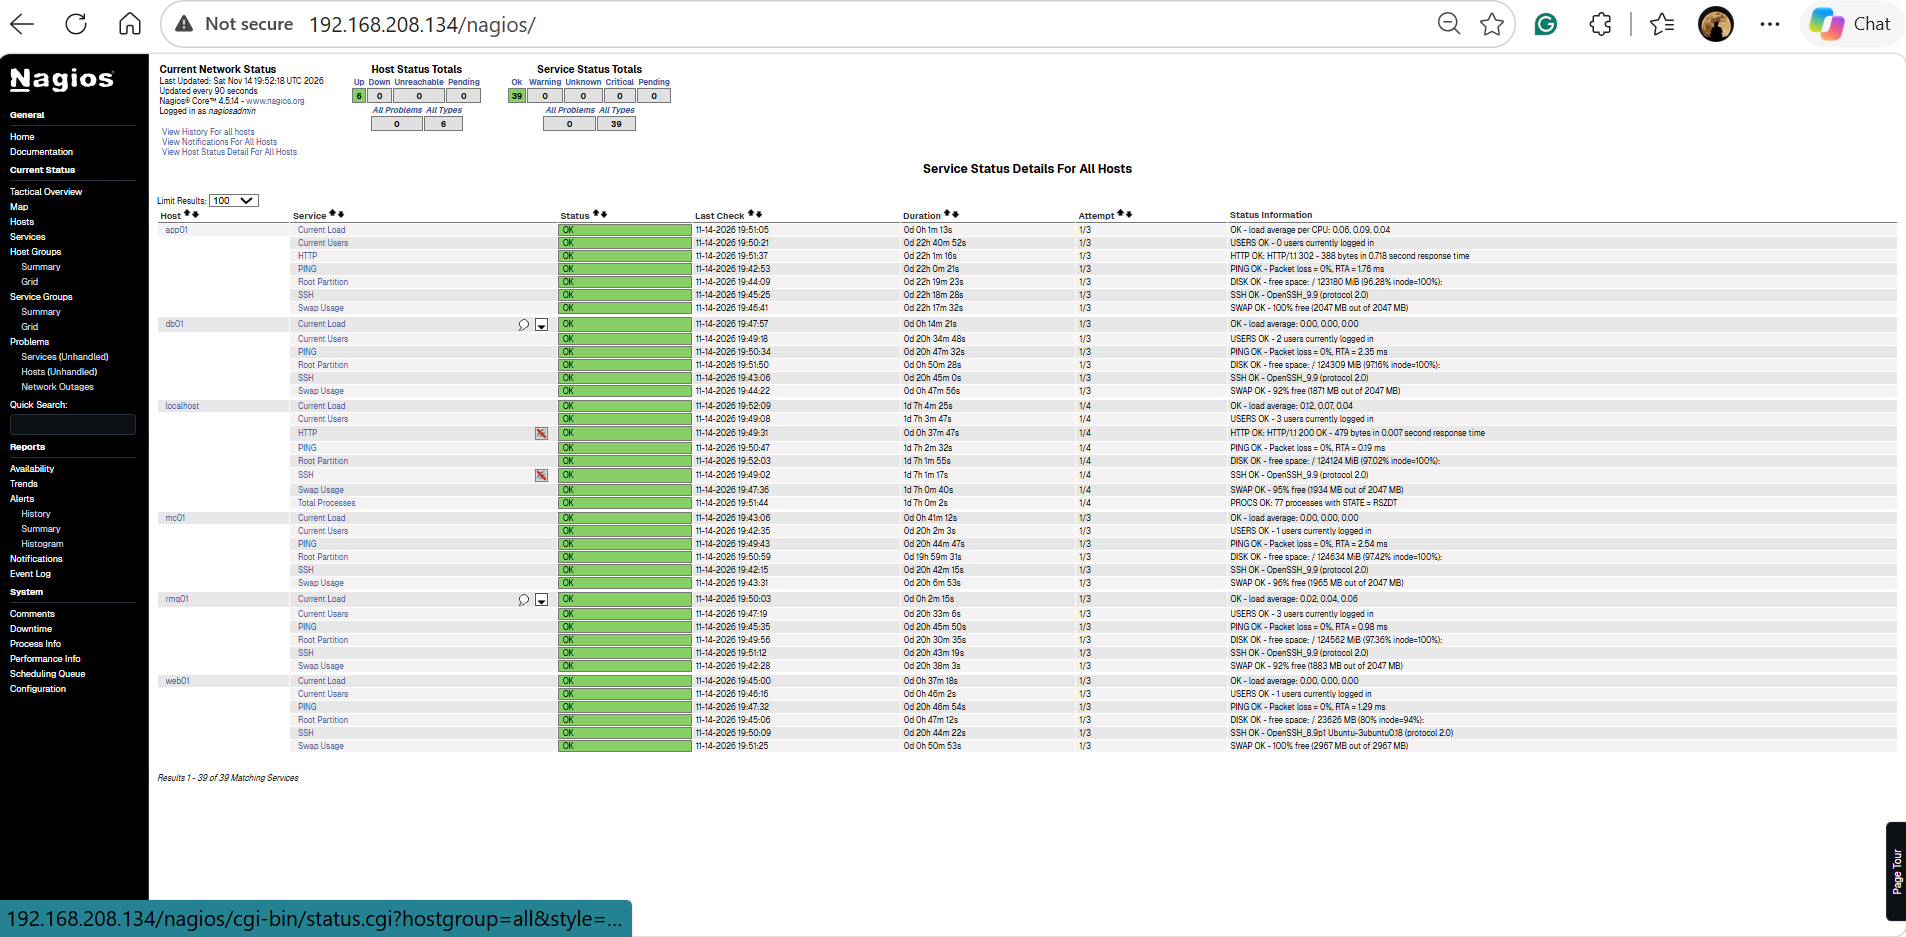 Not secure 192.168.208.134/nagios/ Chat
Nagios®
General
Home
Documentation
Current Status
Tactical Overview
Map
Hosts
Services
Host Groups
Summary
Grid
Service Groups
Summary
Grid
Problems
Services (Unhandled)
Hosts (Unhandled)
Network Outages
Quick Search:
Reports
Availability
Trends
Alerts
History
Summary
Histogram
Notifications
Event Log
System
Comments
Downtime
Process Info
Performance Info
Scheduling Queue
Configuration
Current Network Status
Last Updated: Sat Nov 14 19:52:18 UTC 2026
Updated every 90 seconds
Nagios® Core™ 4.5.14 - www.nagios.org
Logged in as nagiosadmin
View History For all hosts
View Notifications For All Hosts
View Host Status Detail For All Hosts
Host Status Totals
Up Down Unreachable Pending
6 0 0 0
All Problems All Types
0 6
Service Status Totals
Ok Warning Unknown Critical Pending
39 0 0 0 0
All Problems All Types
0 39
Service Status Details For All Hosts
Limit Results: 100
Host Service Status Last Check Duration Attempt Status Information
app01 Current Load OK 11-14-2026 19:51:05 0d 0h 1m 13s 1/3 OK - load average per CPU: 0.06, 0.09, 0.04
Current Users OK 11-14-2026 19:50:21 0d 22h 40m 52s 1/3 USERS OK - 0 users currently logged in
HTTP OK 11-14-2026 19:51:37 0d 22h 1m 16s 1/3 HTTP OK: HTTP/1.1 302 - 388 bytes in 0.718 second response time
PING OK 11-14-2026 19:42:53 0d 22h 0m 21s 1/3 PING OK - Packet loss = 0%, RTA = 1.76 ms
Root Partition OK 11-14-2026 19:44:09 0d 22h 19m 23s 1/3 DISK OK - free space: / 123180 MiB (96.28% inode=100%):
SSH OK 11-14-2026 19:45:25 0d 22h 18m 28s 1/3 SSH OK - OpenSSH_9.9 (protocol 2.0)
Swap Usage OK 11-14-2026 19:46:41 0d 22h 17m 32s 1/3 SWAP OK - 100% free (2047 MB out of 2047 MB)
db01 Current Load OK 11-14-2026 19:47:57 0d 0h 14m 21s 1/3 OK - load average: 0.00, 0.00, 0.00
Current Users OK 11-14-2026 19:49:18 0d 20h 34m 48s 1/3 USERS OK - 2 users currently logged in
PING OK 11-14-2026 19:50:34 0d 20h 47m 32s 1/3 PING OK - Packet loss = 0%, RTA = 2.35 ms
Root Partition OK 11-14-2026 19:51:50 0d 0h 50m 28s 1/3 DISK OK - free space: / 124309 MiB (97.16% inode=100%):
SSH OK 11-14-2026 19:43:06 0d 20h 45m 0s 1/3 SSH OK - OpenSSH_9.9 (protocol 2.0)
Swap Usage OK 11-14-2026 19:44:22 0d 0h 47m 56s 1/3 SWAP OK - 92% free (1871 MB out of 2047 MB)
localhost Current Load OK 11-14-2026 19:52:09 1d 7h 4m 25s 1/4 OK - load average: 0.12, 0.07, 0.04
Current Users OK 11-14-2026 19:49:08 1d 7h 3m 47s 1/4 USERS OK - 3 users currently logged in
HTTP OK 11-14-2026 19:49:31 0d 0h 37m 47s 1/4 HTTP OK: HTTP/1.1 200 OK - 479 bytes in 0.007 second response time
PING OK 11-14-2026 19:50:47 1d 7h 2m 32s 1/4 PING OK - Packet loss = 0%, RTA = 0.19 ms
Root Partition OK 11-14-2026 19:52:03 1d 7h 1m 55s 1/4 DISK OK - free space: / 124124 MiB (97.02% inode=100%):
SSH OK 11-14-2026 19:49:02 1d 7h 1m 17s 1/4 SSH OK - OpenSSH_9.9 (protocol 2.0)
Swap Usage OK 11-14-2026 19:47:36 1d 7h 0m 40s 1/4 SWAP OK - 95% free (1934 MB out of 2047 MB)
Total Processes OK 11-14-2026 19:51:44 1d 7h 0m 2s 1/4 PROCS OK: 77 processes with STATE = RSZDT
mc01 Current Load OK 11-14-2026 19:43:06 0d 0h 41m 12s 1/3 OK - load average: 0.00, 0.00, 0.00
Current Users OK 11-14-2026 19:42:35 0d 20h 2m 3s 1/3 USERS OK - 1 users currently logged in
PING OK 11-14-2026 19:49:43 0d 20h 44m 47s 1/3 PING OK - Packet loss = 0%, RTA = 2.54 ms
Root Partition OK 11-14-2026 19:50:59 0d 19h 59m 31s 1/3 DISK OK - free space: / 124634 MiB (97.42% inode=100%):
SSH OK 11-14-2026 19:42:15 0d 20h 42m 15s 1/3 SSH OK - OpenSSH_9.9 (protocol 2.0)
Swap Usage OK 11-14-2026 19:43:31 0d 20h 6m 53s 1/3 SWAP OK - 96% free (1965 MB out of 2047 MB)
rmq01 Current Load OK 11-14-2026 19:50:03 0d 0h 2m 15s 1/3 OK - load average: 0.02, 0.04, 0.06
Current Users OK 11-14-2026 19:47:19 0d 20h 33m 6s 1/3 USERS OK - 3 users currently logged in
PING OK 11-14-2026 19:45:35 0d 20h 45m 50s 1/3 PING OK - Packet loss = 0%, RTA = 0.98 ms
Root Partition OK 11-14-2026 19:49:56 0d 20h 30m 35s 1/3 DISK OK - free space: / 124562 MiB (97.36% inode=100%):
SSH OK 11-14-2026 19:51:12 0d 20h 43m 19s 1/3 SSH OK - OpenSSH_9.9 (protocol 2.0)
Swap Usage OK 11-14-2026 19:42:28 0d 20h 38m 3s 1/3 SWAP OK - 92% free (1883 MB out of 2047 MB)
web01 Current Load OK 11-14-2026 19:45:00 0d 0h 37m 18s 1/3 OK - load average: 0.00, 0.00, 0.00
Current Users OK 11-14-2026 19:46:16 0d 0h 46m 2s 1/3 USERS OK - 1 users currently logged in
PING OK 11-14-2026 19:47:32 0d 20h 46m 54s 1/3 PING OK - Packet loss = 0%, RTA = 1.29 ms
Root Partition OK 11-14-2026 19:45:06 0d 0h 47m 12s 1/3 DISK OK - free space: / 23626 MB (80% inode=94%):
SSH OK 11-14-2026 19:50:09 0d 20h 44m 22s 1/3 SSH OK - OpenSSH_8.9p1 Ubuntu-3ubuntu0.18 (protocol 2.0)
Swap Usage OK 11-14-2026 19:51:25 0d 0h 50m 53s 1/3 SWAP OK - 100% free (2967 MB out of 2967 MB)
Results 1 - 39 of 39 Matching Services
Page Tour
192.168.208.134/nagios/cgi-bin/status.cgi?hostgroup=all&style=...